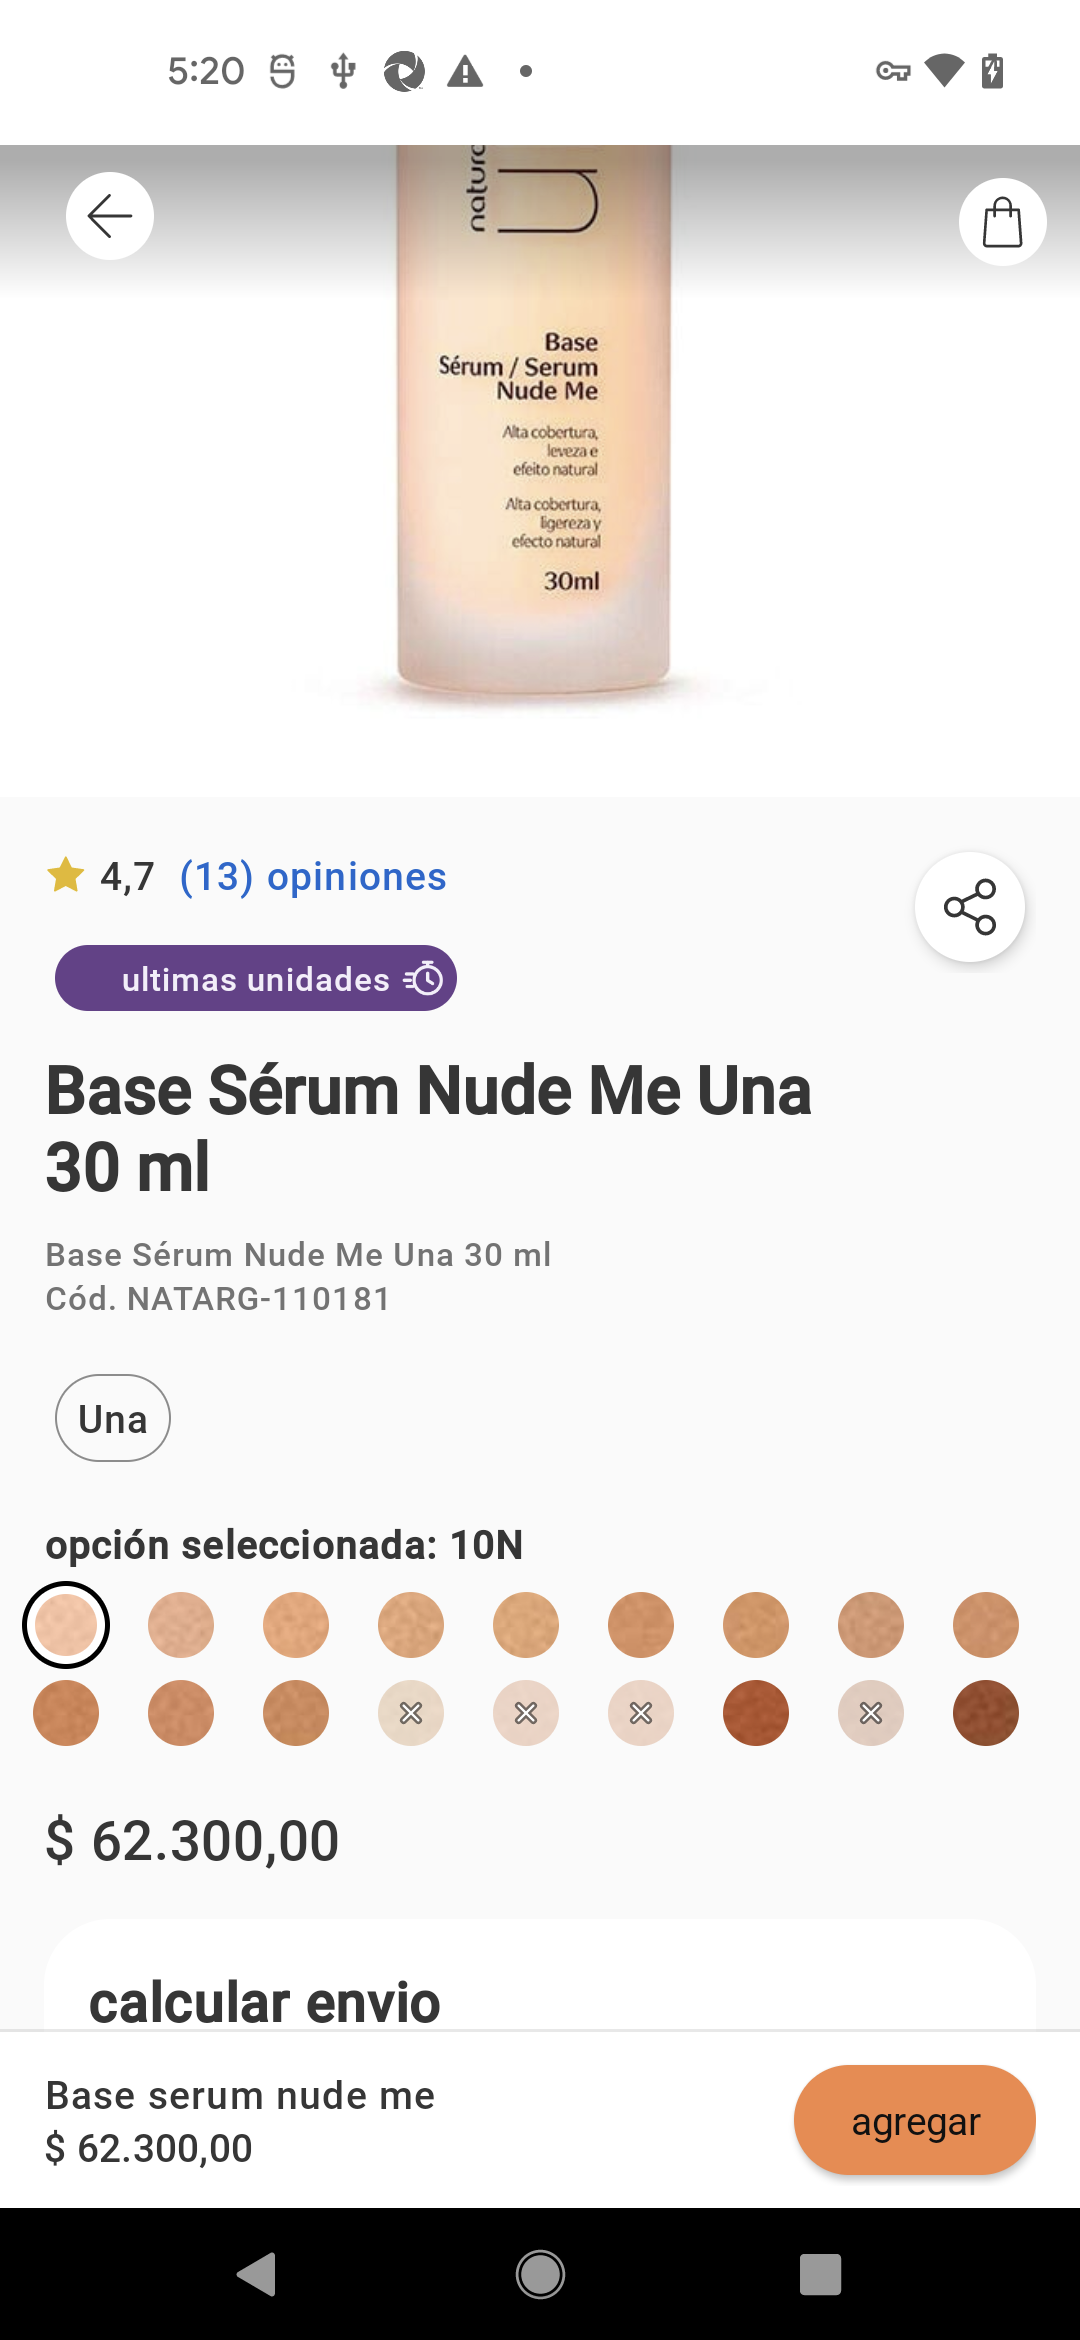 5:20
natura
U
Base
Sérum / Serum
Nude Me
Alta cobertura,
leveza e
efeito natural
Alta cobertura,
ligereza y
efecto natural
30ml
4,7 (13) opiniones
ultimas unidades
Base Sérum Nude Me Una
30 ml
Base Sérum Nude Me Una 30 ml
Cód. NATARG-110181
Una
opción seleccionada: 10N
$ 62.300,00
calcular envio
Base serum nude me
$ 62.300,00
agregar